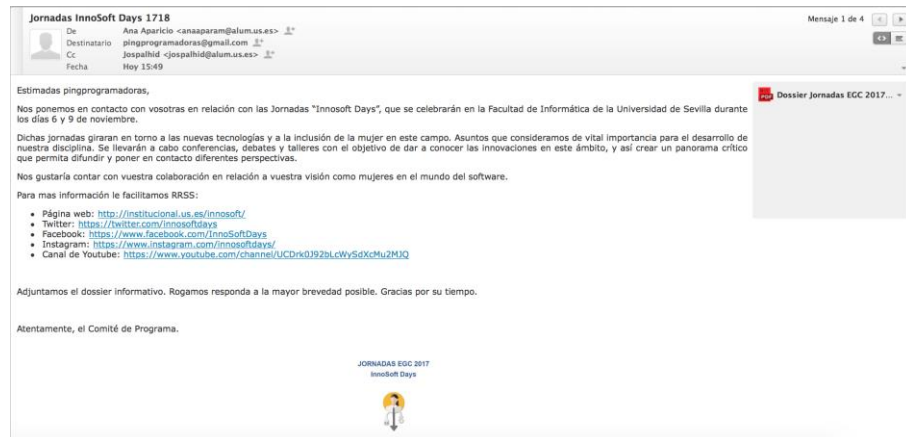 Jornadas InnoSoft Days 1718
Mensaje 1 de 4
De Ana Aparicio <anaaparam@alum.us.es>
Destinatario pingprogramadoras@gmail.com
Cc Jospalhid <jospalhid@alum.us.es>
Fecha Hoy 15:49
Estimadas pingprogramadoras,
Dossier Jornadas EGC 2017...
Nos ponemos en contacto con vosotras en relación con las Jornadas "Innosoft Days", que se celebrarán en la Facultad de Informática de la Universidad de Sevilla durante
los días 6 y 9 de noviembre.
Dichas jornadas giraran en torno a las nuevas tecnologías y a la inclusión de la mujer en este campo. Asuntos que consideramos de vital importancia para el desarrollo de
nuestra disciplina. Se llevarán a cabo conferencias, debates y talleres con el objetivo de dar a conocer las innovaciones en este ámbito, y así crear un panorama crítico
que permita difundir y poner en contacto diferentes perspectivas.
Nos gustaría contar con vuestra colaboración en relación a vuestra visión como mujeres en el mundo del software.
Para mas información le facilitamos RRSS:
• Página web: http://institucional.us.es/innosoft/
• Twitter: https://twitter.com/innosoftdays
• Facebook: https://www.facebook.com/InnoSoftDays
• Instagram: https://www.instagram.com/innosoftdays/
• Canal de Youtube: https://www.youtube.com/channel/UCDrk0J92bLcWySdXcMu2MJQ
Adjuntamos el dossier informativo. Rogamos responda a la mayor brevedad posible. Gracias por su tiempo.
Atentamente, el Comité de Programa.
JORNADAS EGC 2017
InnoSoft Days